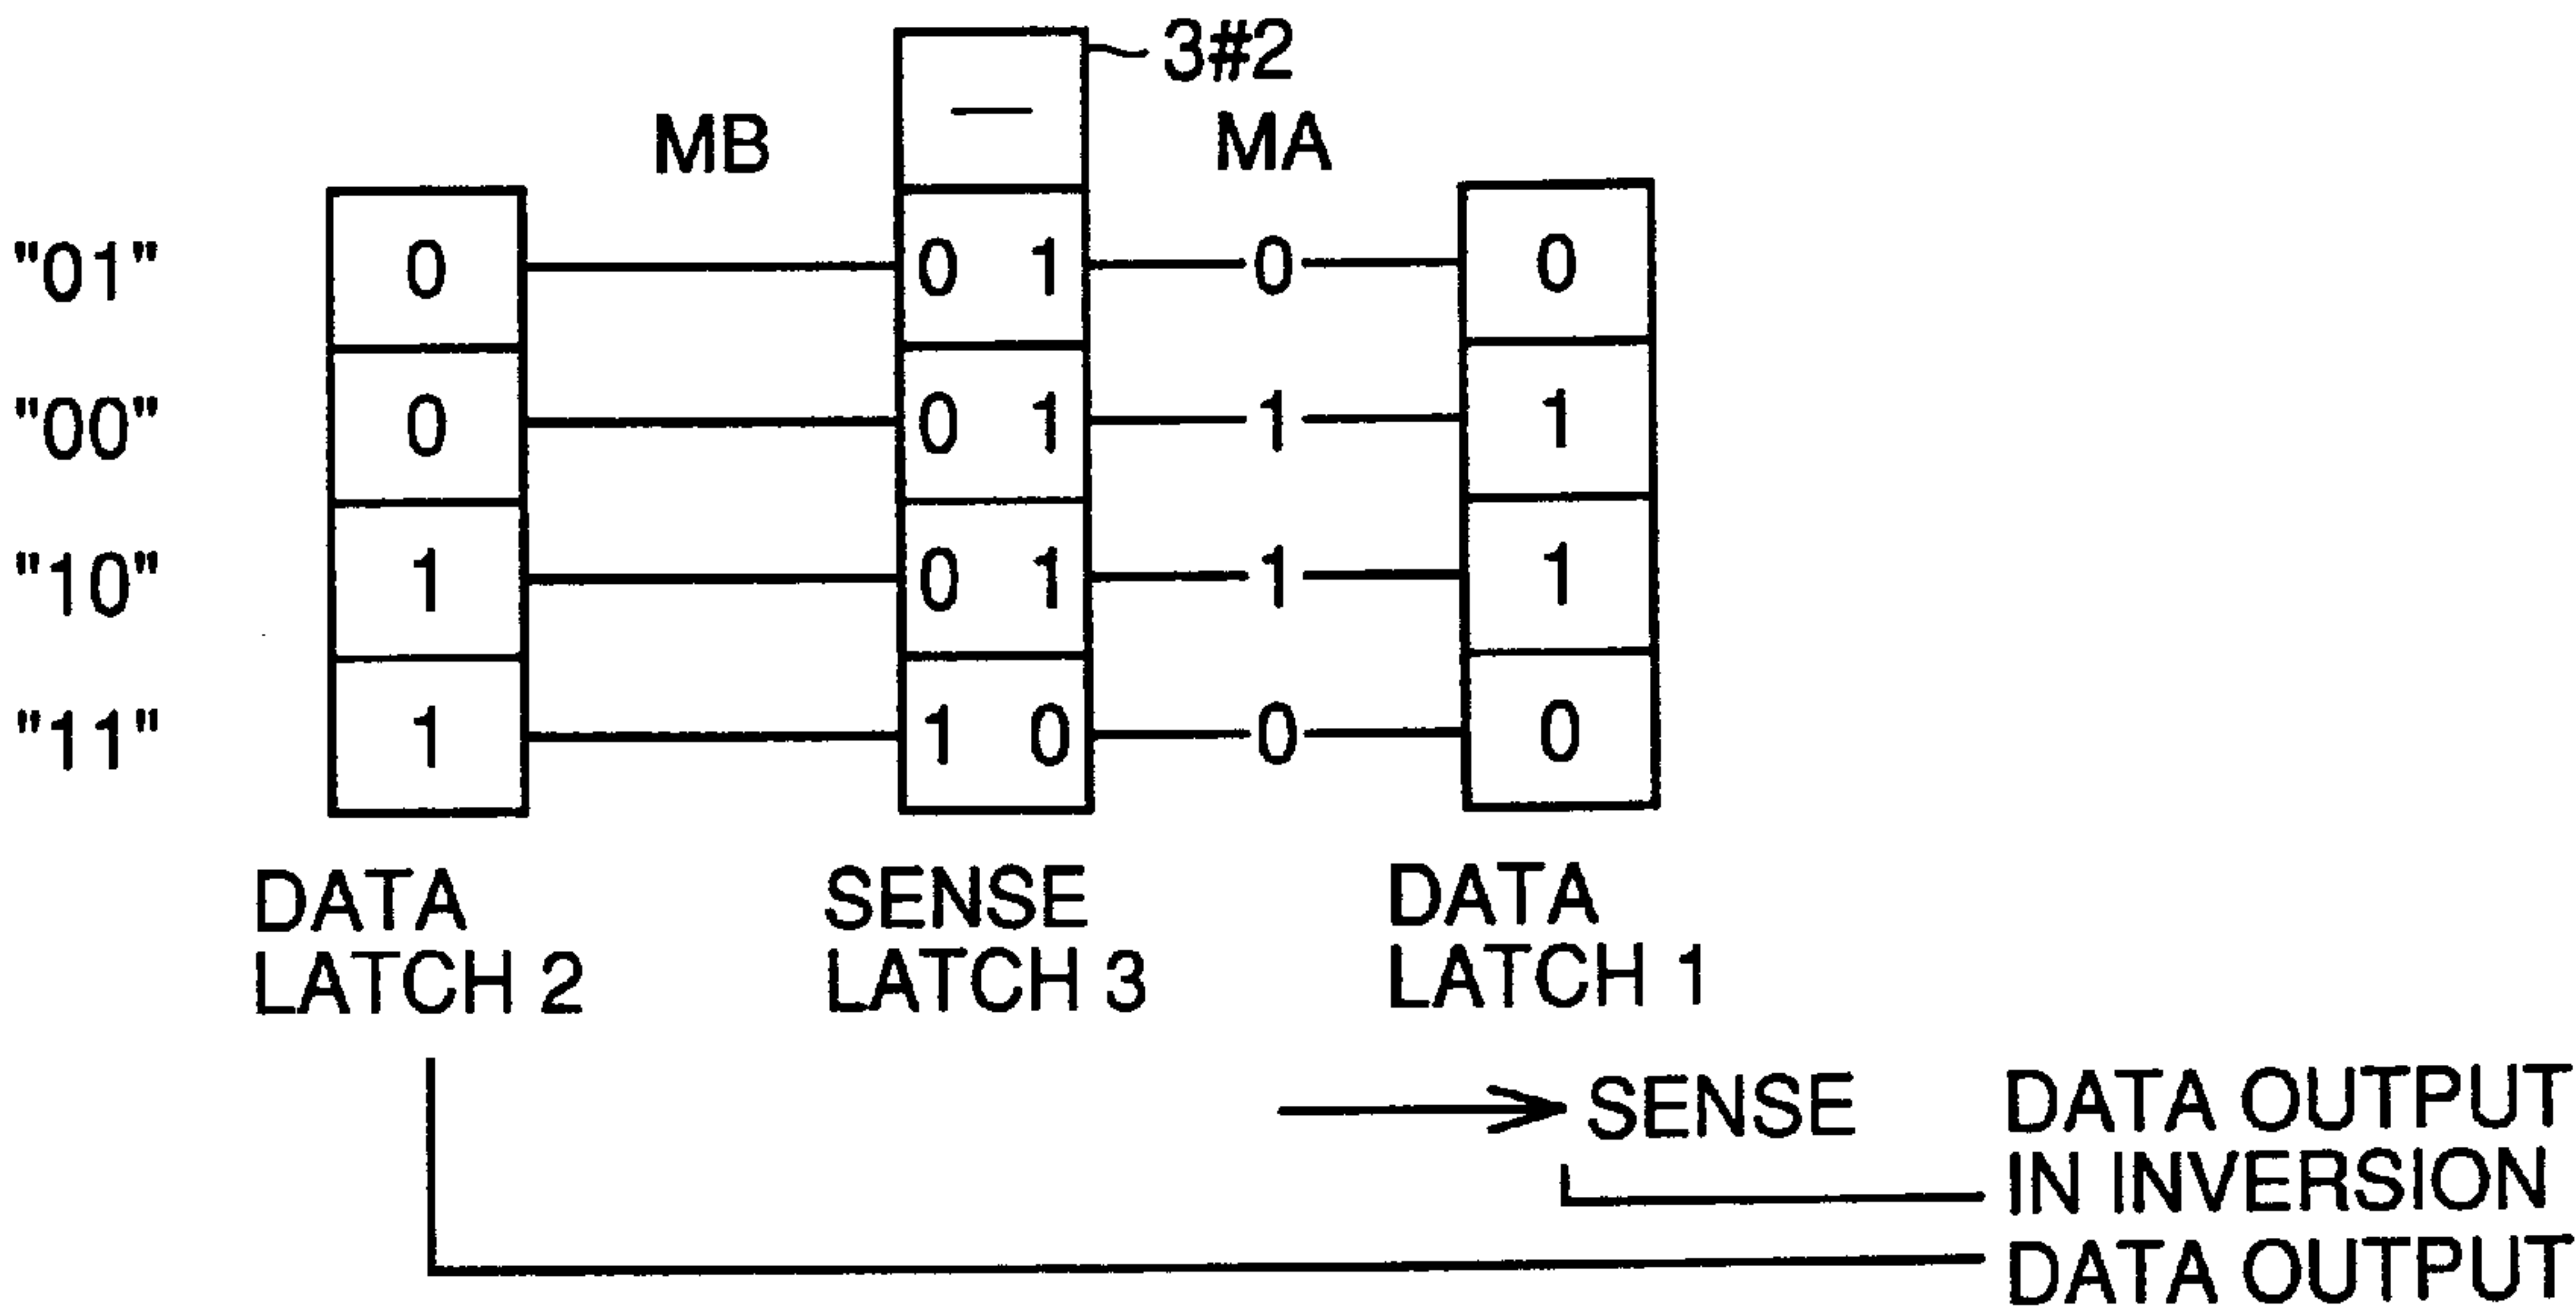 3#2
MB — MA
"01" 0 0 1 0 0
"00" 0 0 1 1 1
"10" 1 0 1 1 1
"11" 1 1 0 0 0
DATA LATCH 2
SENSE LATCH 3
DATA LATCH 1
SENSE
DATA OUTPUT
IN INVERSION
DATA OUTPUT